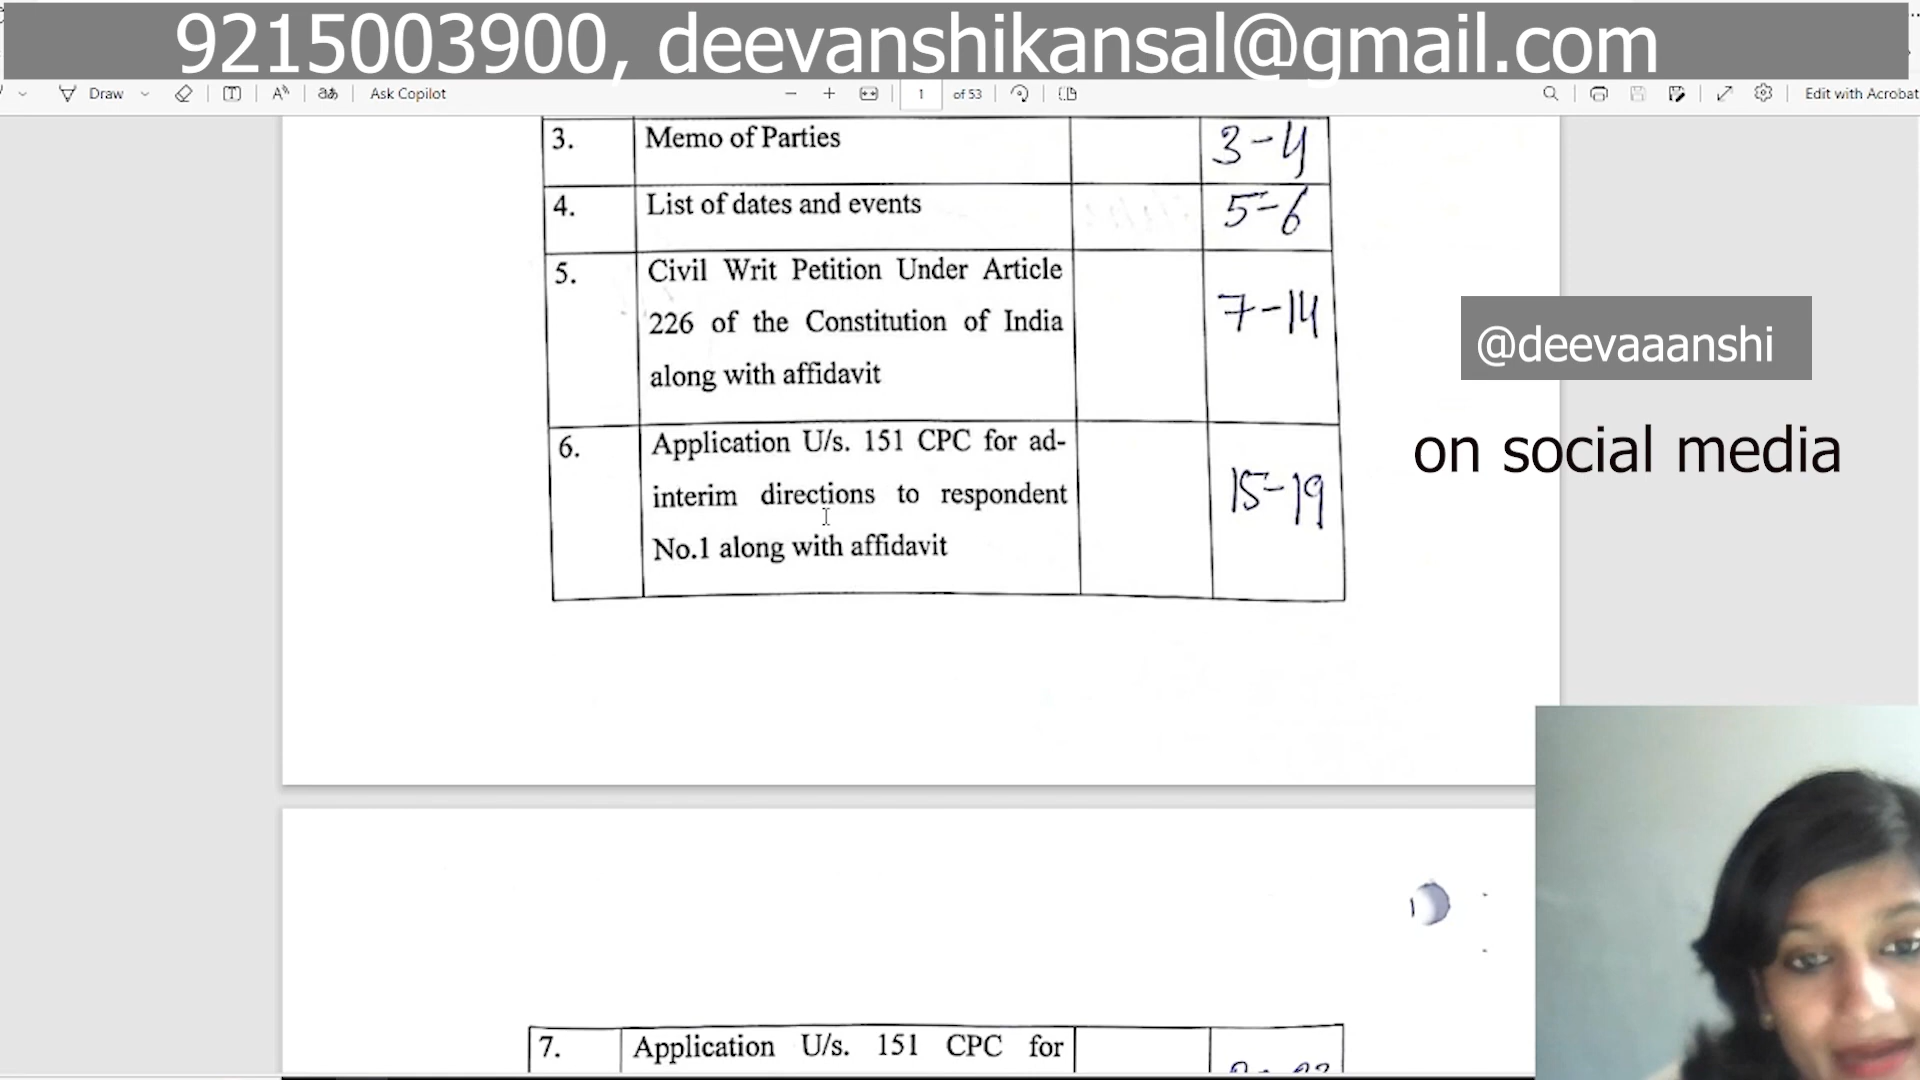 9215003900, deevanshikansal@gmail.com
Draw
Ask Copilot
1 of 53
Edit with Acrobat
3. Memo of Parties 3-4
4. List of dates and events 5-6
5. Civil Writ Petition Under Article
226 of the Constitution of India 7-14
along with affidavit
@deevaaanshi
on social media
6. Application U/s. 151 CPC for ad-
interim directions to respondent 15-19
No.1 along with affidavit
7. Application U/s. 151 CPC for